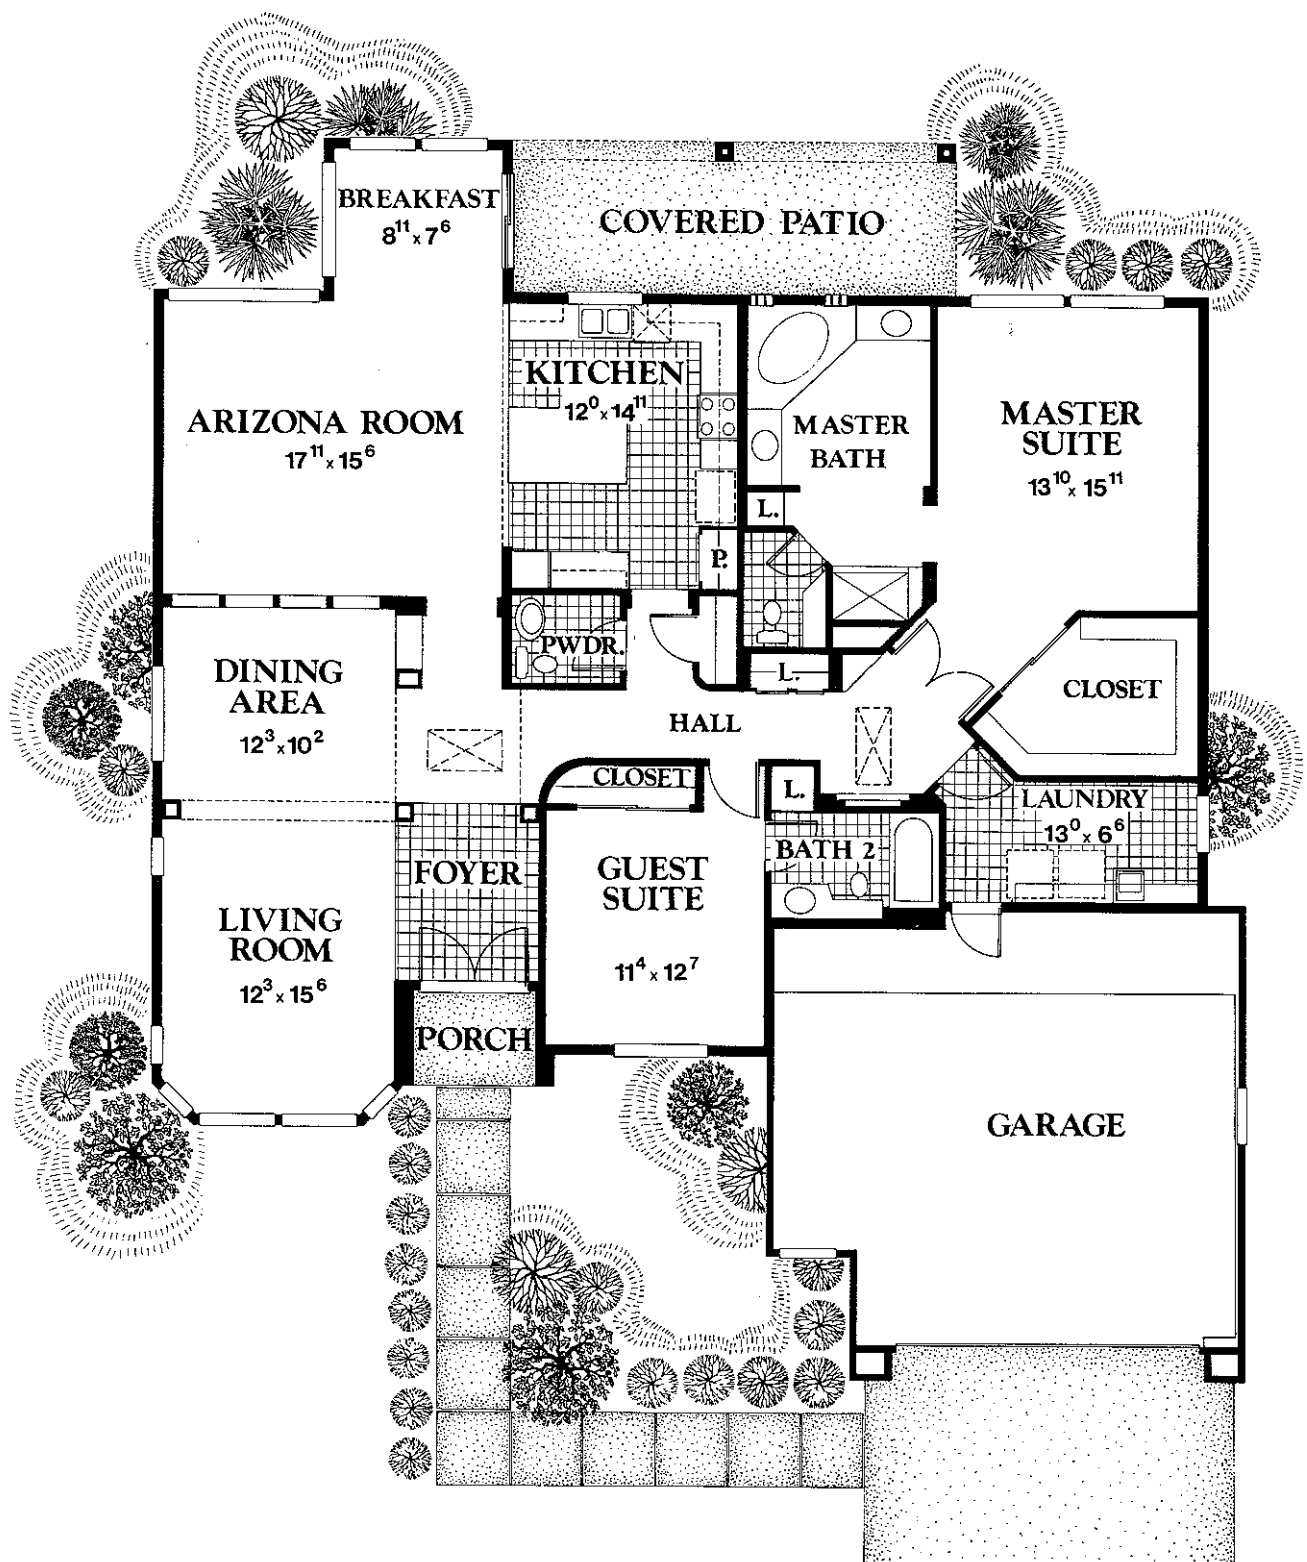 BREAKFAST
8¹¹ x 7⁶
COVERED PATIO
KITCHEN
12⁰ x 14¹¹
ARIZONA ROOM
17¹¹ x 15⁶
MASTER
BATH
MASTER
SUITE
13¹⁰ x 15¹¹
L.
P.
PWDR.
DINING
AREA
12³ x 10²
L.
CLOSET
HALL
CLOSET
L.
LAUNDRY
13⁰ x 6⁶
BATH 2
FOYER
GUEST
SUITE
11⁴ x 12⁷
LIVING
ROOM
12³ x 15⁶
PORCH
GARAGE